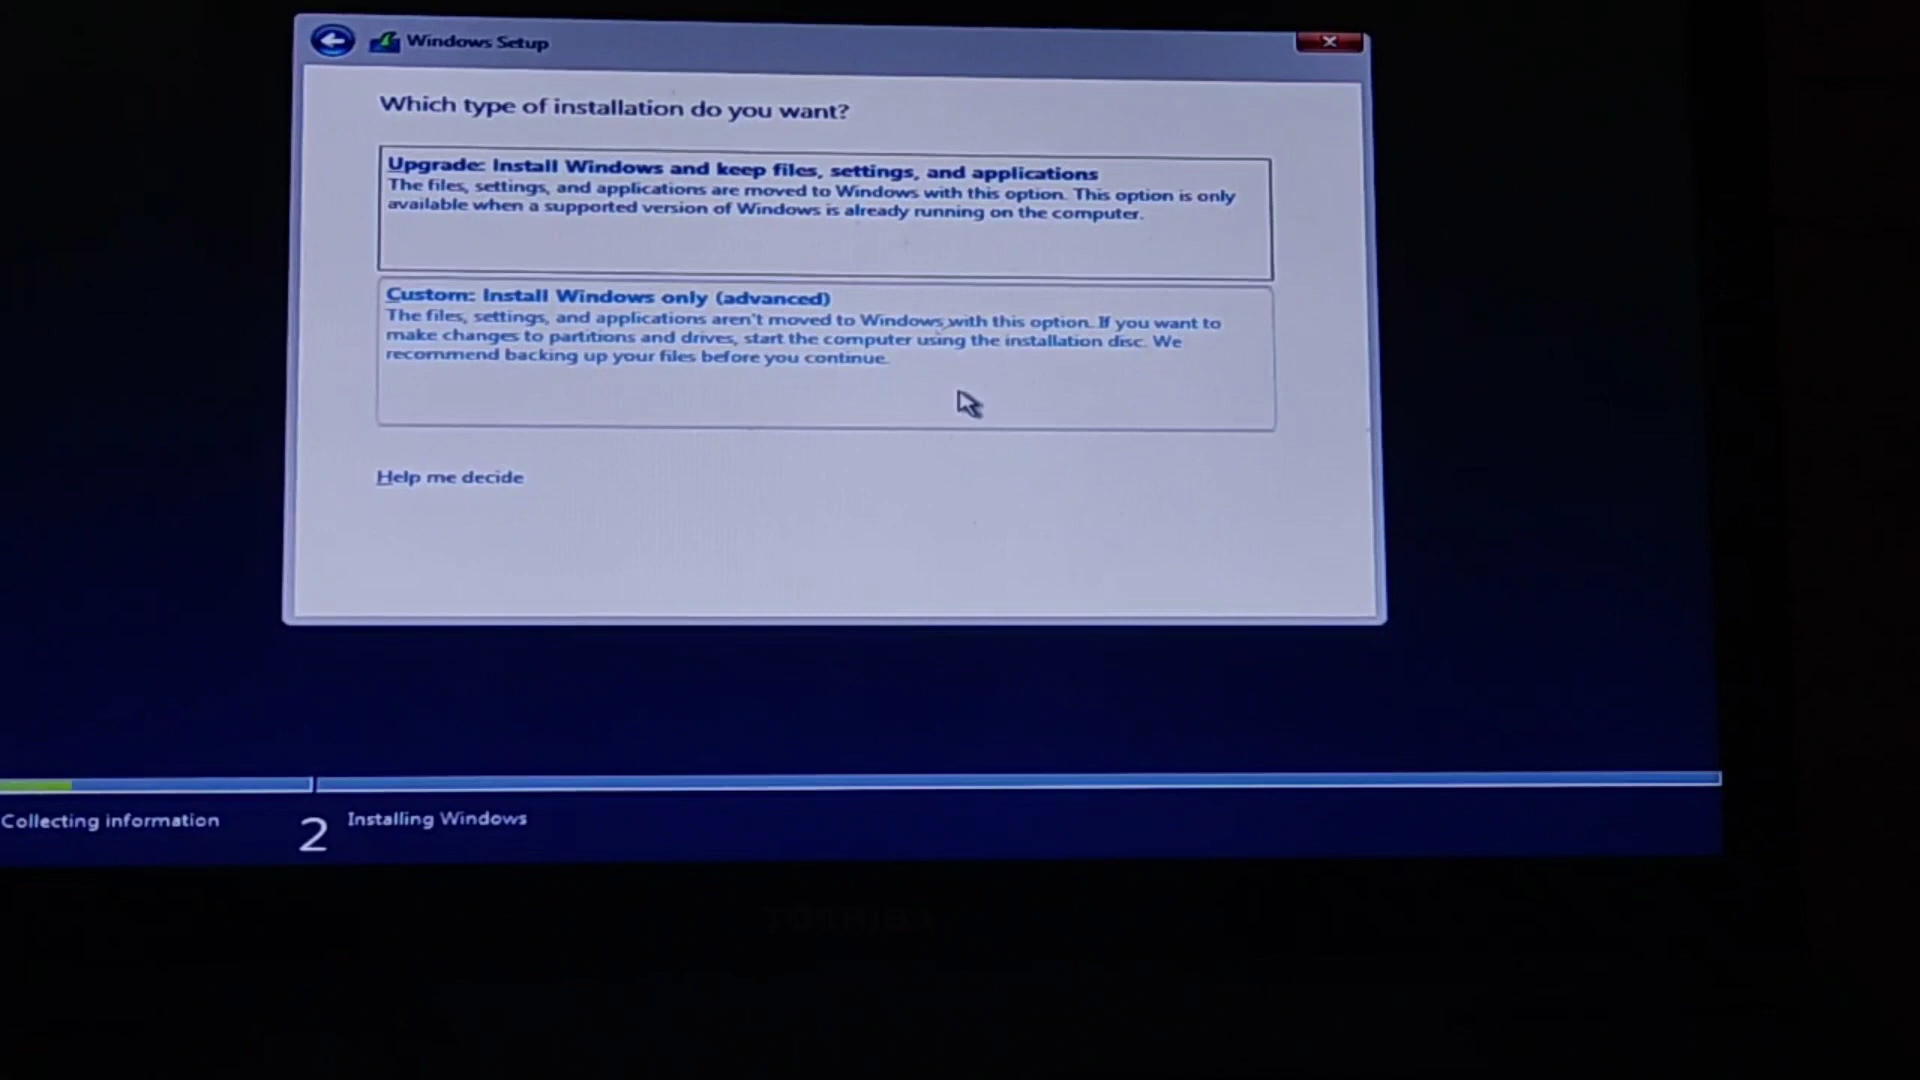 Windows Setup
Which type of installation do you want?
Upgrade: Install Windows and keep files, settings, and applications
The files, settings, and applications are moved to Windows with this option. This option is only
available when a supported version of Windows is already running on the computer.
Custom: Install Windows only (advanced)
The files, settings, and applications aren't moved to Windows with this option. If you want to
make changes to partitions and drives, start the computer using the installation disc. We
recommend backing up your files before you continue.
Help me decide
Collecting information
2 Installing Windows
TOSHIBA